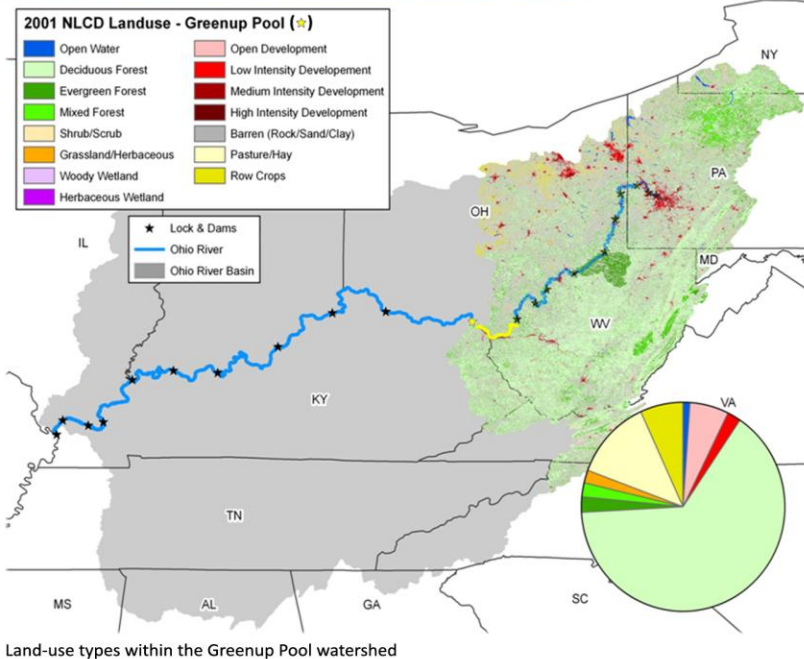 2001 NLCD Landuse - Greenup Pool (☆)
Open Water
Deciduous Forest
Evergreen Forest
Mixed Forest
Shrub/Scrub
Grassland/Herbaceous
Woody Wetland
Herbaceous Wetland
Open Development
Low Intensity Developement
Medium Intensity Development
High Intensity Development
Barren (Rock/Sand/Clay)
Pasture/Hay
Row Crops
Lock & Dams
Ohio River
Ohio River Basin
NY
PA
OH
IL
MD
WV
KY
VA
TN
MS
AL
GA
SC
Land-use types within the Greenup Pool watershed